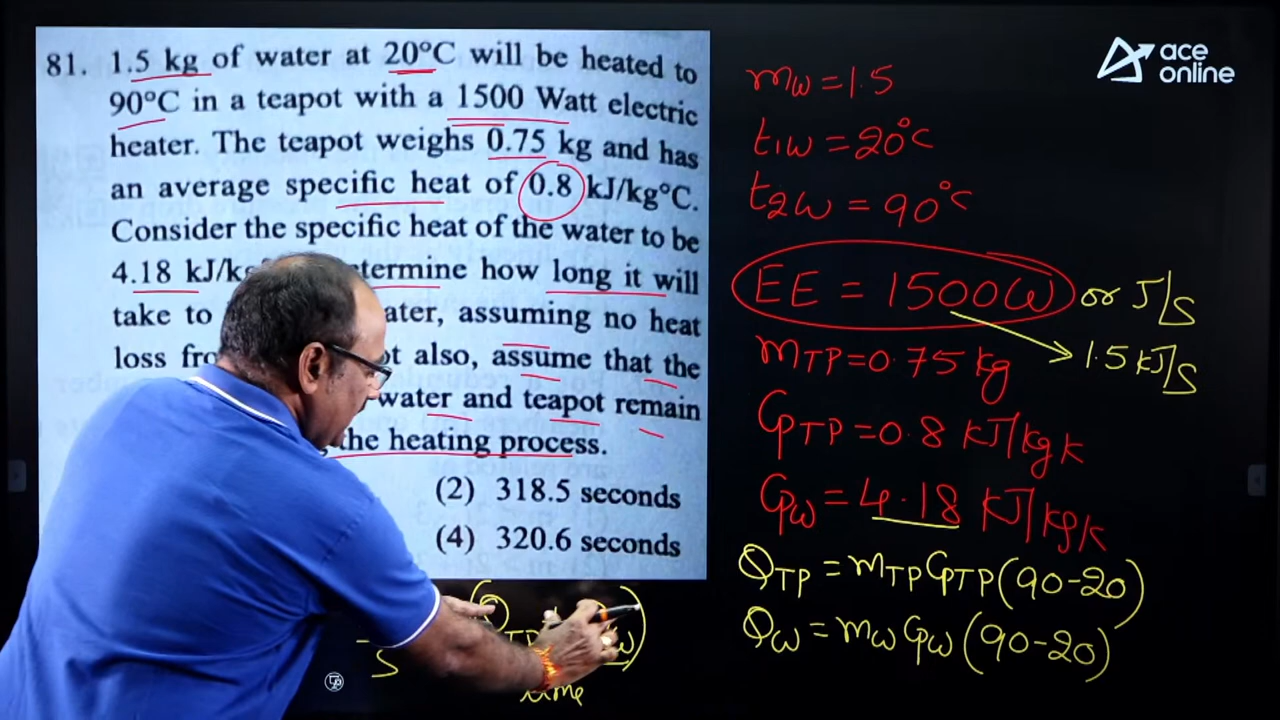 81. 1.5 kg of water at 20°C will be heated to
90°C in a teapot with a 1500 Watt electric
heater. The teapot weighs 0.75 kg and has
an average specific heat of 0.8 kJ/kg°C.
Consider the specific heat of the water to be
4.18 kJ/k how long it will
take to ater, assuming no heat
loss fr also, assume that the
water and teapot remain
the heating process.
(2) 318.5 seconds
(4) 320.6 seconds
ace
online
mw = 1.5
t1w = 20°C
t2w = 90°C
EE = 1500W or J/S
1.5 KJ/S
mTP = 0.75 kg
CpTP = 0.8 KJ/kgK
Cpw = 4.18 KJ/kgK
QTP = mTP CpTP (90-20)
Qw = mw Cpw (90-20)
S
time